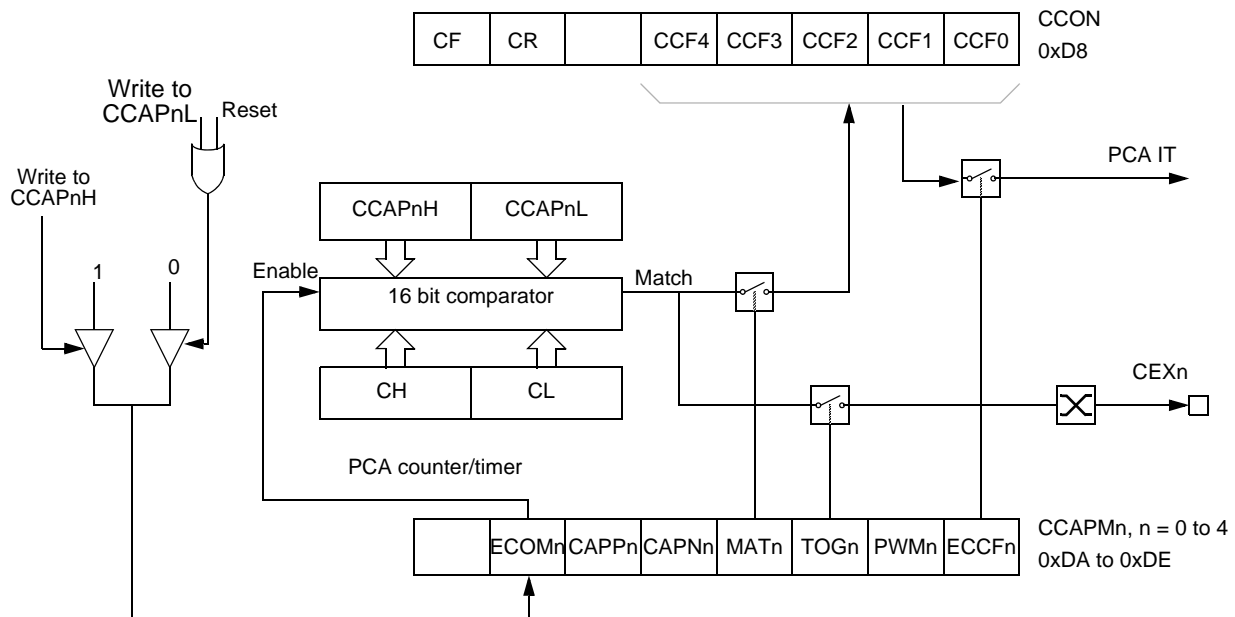 CF CR CCF4 CCF3 CCF2 CCF1 CCF0
CCON
0xD8
Write to
CCAPnL
Reset
Write to
CCAPnH
PCA IT
CCAPnH CCAPnL
1
0
Enable
16 bit comparator
Match
CH CL
CEXn
PCA counter/timer
ECOMn CAPPn CAPNn MATn TOGn PWMn ECCFn
CCAPMn, n = 0 to 4
0xDA to 0xDE